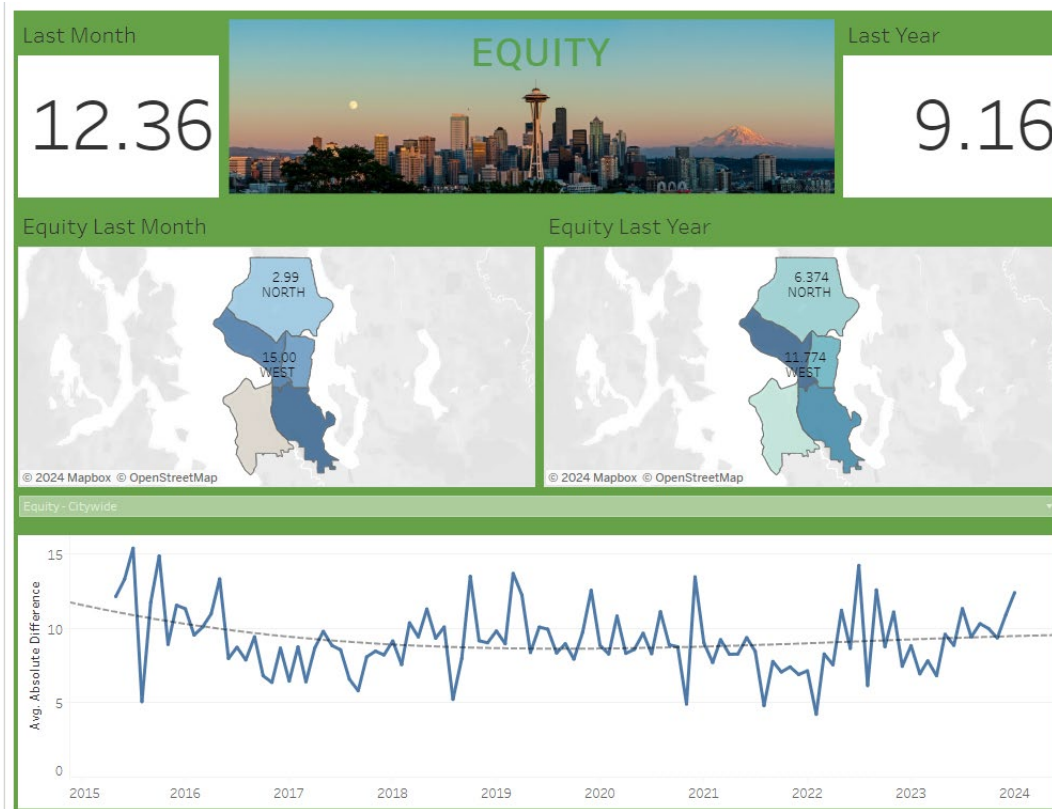 Last Month
12.36
EQUITY
Last Year
9.16
Equity Last Month
2.99
NORTH
15.00
WEST
© 2024 Mapbox © OpenStreetMap
Equity Last Year
6.374
NORTH
11.774
WEST
© 2024 Mapbox © OpenStreetMap
Equity - Citywide
Avg. Absolute Difference
15
10
5
0
2015 2016 2017 2018 2019 2020 2021 2022 2023 2024